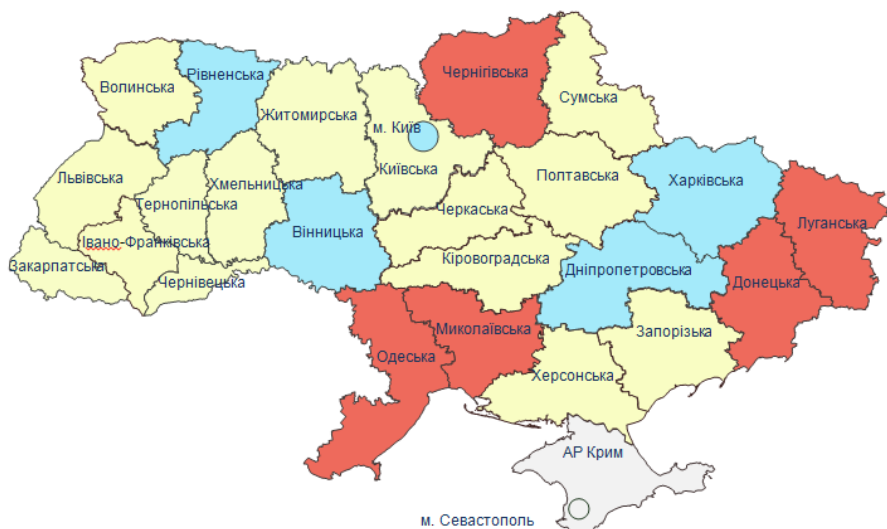 Чернігівська
Рівненська
Волинська
Сумська
Житомирська
м. Київ
Львівська
Київська
Полтавська
Хмельницька
Харківська
Тернопільська
Черкаська
Луганська
Вінницька
Івано-Франківська
Кіровоградська
Закарпатська
Дніпропетровська
Чернівецька
Донецька
Миколаївська
Запорізька
Одеська
Херсонська
АР Крим
м. Севастополь